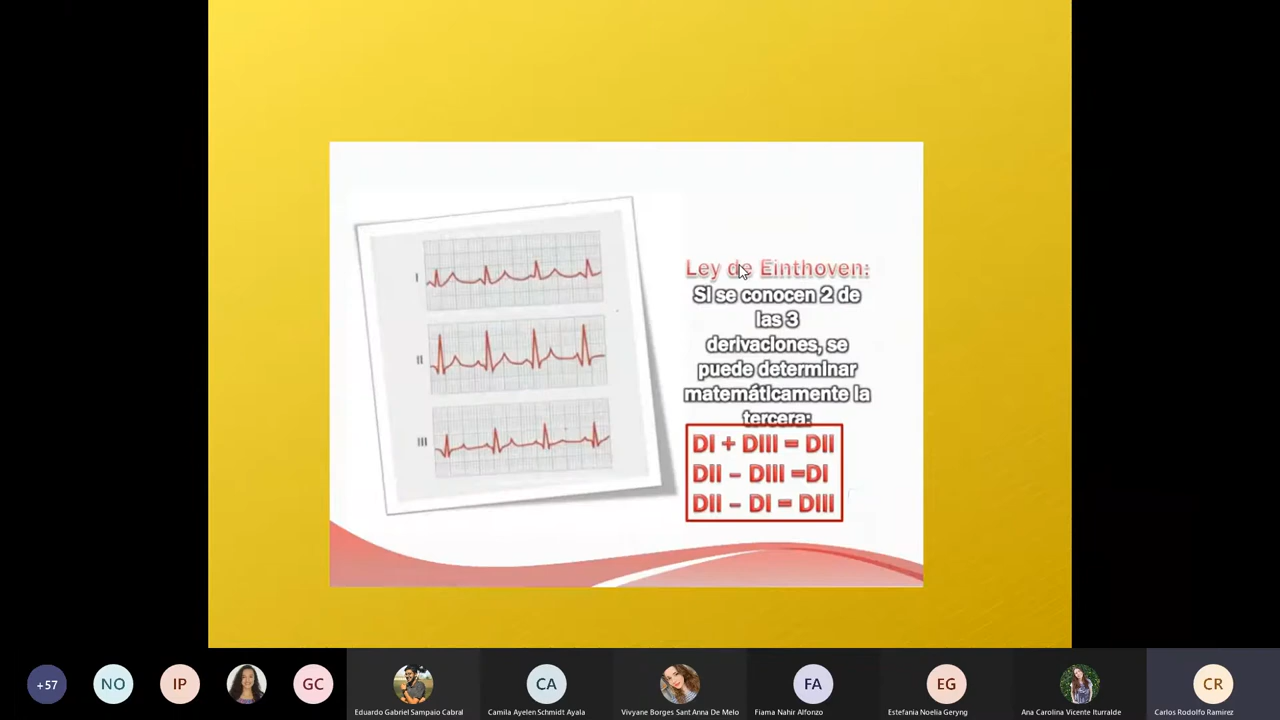 I
II
III
Ley de Einthoven:
Si se conocen 2 de
las 3
derivaciones, se
puede determinar
matemáticamente la
tercera:
DI + DIII = DII
DII – DIII =DI
DII – DI = DIII
+57
NO
IP
GC
Eduardo Gabriel Sampaio Cabral
CA
Camila Ayelen Schmidt Ayala
Vivyane Borges Sant Anna De Melo
FA
Fiama Nahir Alfonzo
EG
Estefania Noelia Geryng
Ana Carolina Vicente Iturralde
CR
Carlos Rodolfo Ramirez